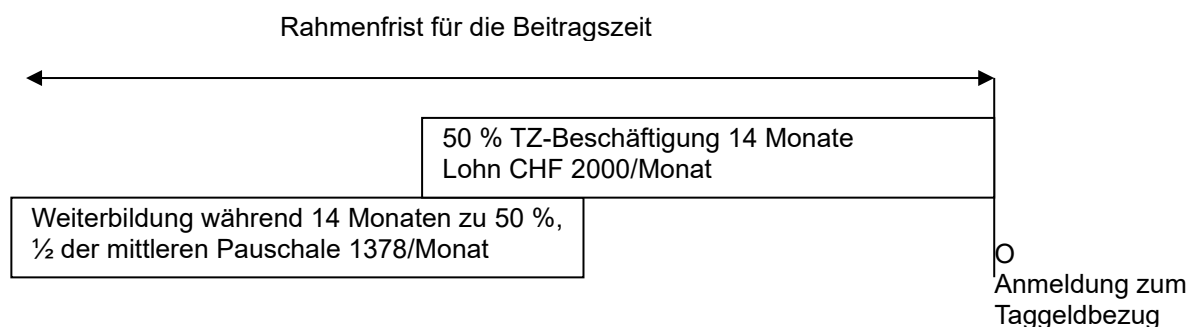 Rahmenfrist für die Beitragszeit
50 % TZ-Beschäftigung 14 Monate
Lohn CHF 2000/Monat
Weiterbildung während 14 Monaten zu 50 %,
½ der mittleren Pauschale 1378/Monat
O
Anmeldung zum
Taggeldbezug